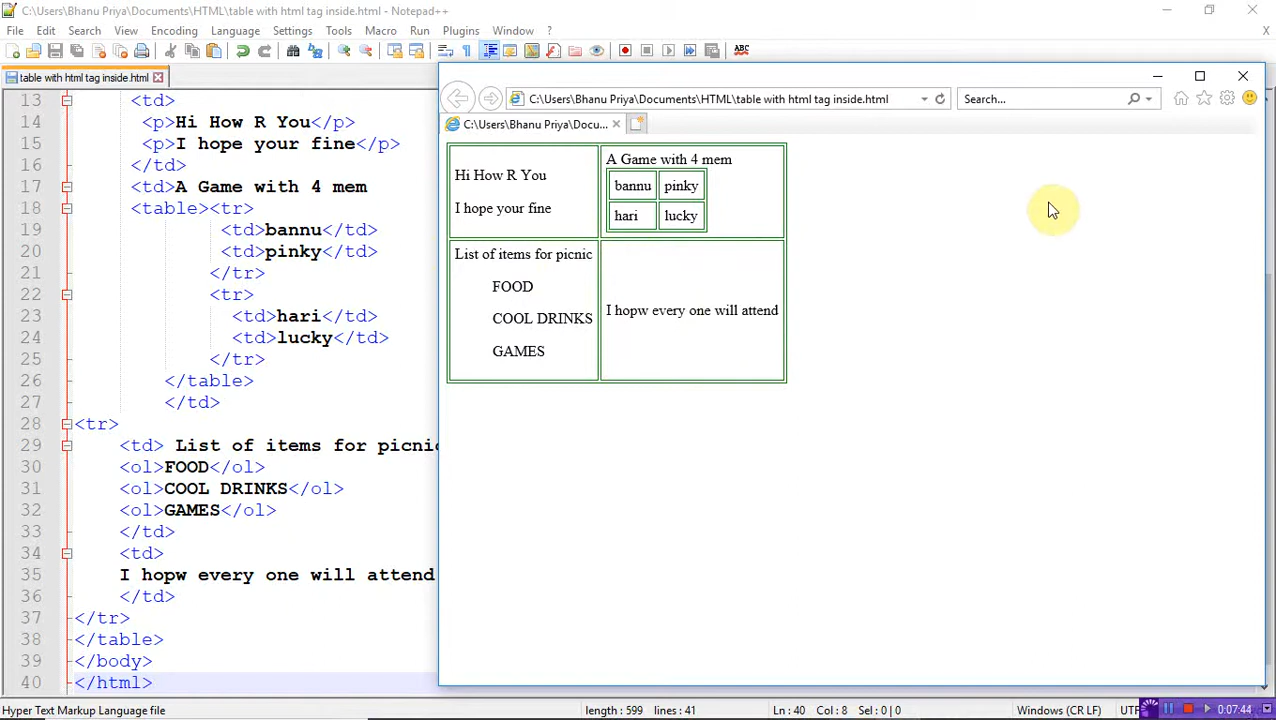 C:\Users\Bhanu Priya\Documents\HTML\table with html tag inside.html - Notepad++
File Edit Search View Encoding Language Settings Tools Macro Run Plugins Window ?
X
ABC
table with html tag inside.html
13 <td>
14 <p>Hi How R You</p>
15 <p>I hope your fine</p>
16 </td>
17 <td>A Game with 4 mem
18 <table><tr>
19 <td>bannu</td>
20 <td>pinky</td>
21 </tr>
22 <tr>
23 <td>hari</td>
24 <td>lucky</td>
25 </tr>
26 </table>
27 </td>
28 <tr>
29 <td> List of items for picnic
30 <ol>FOOD</ol>
31 <ol>COOL DRINKS</ol>
32 <ol>GAMES</ol>
33 </td>
34 <td>
35 I hopw every one will attend
36 </td>
37 </tr>
38 </table>
39 </body>
40 </html>
C:\Users\Bhanu Priya\Documents\HTML\table with html tag inside.html
Search...
C:\Users\Bhanu Priya\Docu...
Hi How R You
I hope your fine
A Game with 4 mem
bannu pinky
hari lucky
List of items for picnic
FOOD
COOL DRINKS
GAMES
I hopw every one will attend
Hyper Text Markup Language file length : 599 lines : 41 Ln : 40 Col : 8 Sel : 0 | 0 Windows (CR LF) UTF
0:07:44